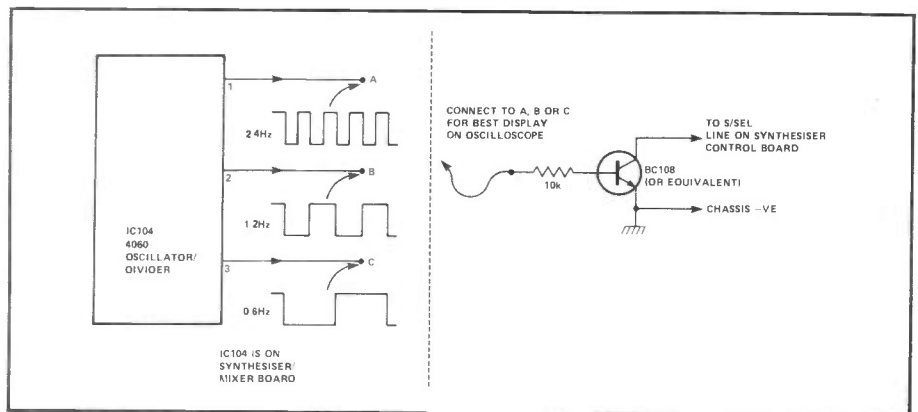 1
A
2.4Hz
2
B
1.2Hz
IC104
4060
OSCILLATOR/
DIVIDER
3
C
0.6Hz
IC104 IS ON
SYNTHESISER/
MIXER BOARD
CONNECT TO A, B OR C
FOR BEST DISPLAY
ON OSCILLOSCOPE
10k
TO S/SEL
LINE ON SYNTHESISER
CONTROL BOARD
BC108
(OR EQUIVALENT)
CHASSIS -VE